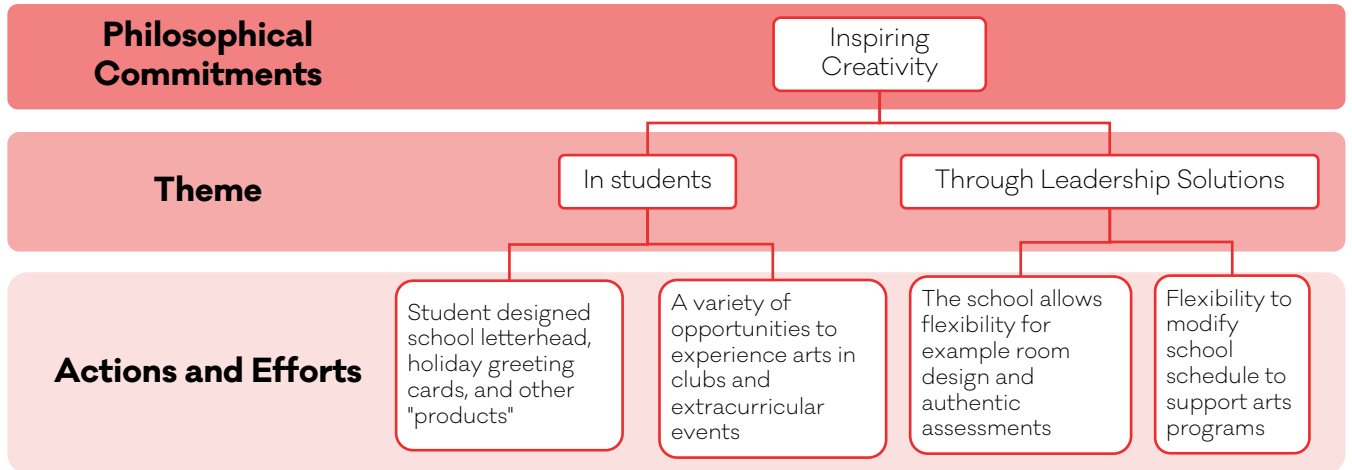 Philosophical
Commitments
Inspiring
Creativity
Theme
In students
Through Leadership Solutions
Actions and Efforts
Student designed
school letterhead,
holiday greeting
cards, and other
"products"
A variety of
opportunities to
experience arts in
clubs and
extracurricular
events
The school allows
flexibility for
example room
design and
authentic
assessments
Flexibility to
modify
school
schedule to
support arts
programs